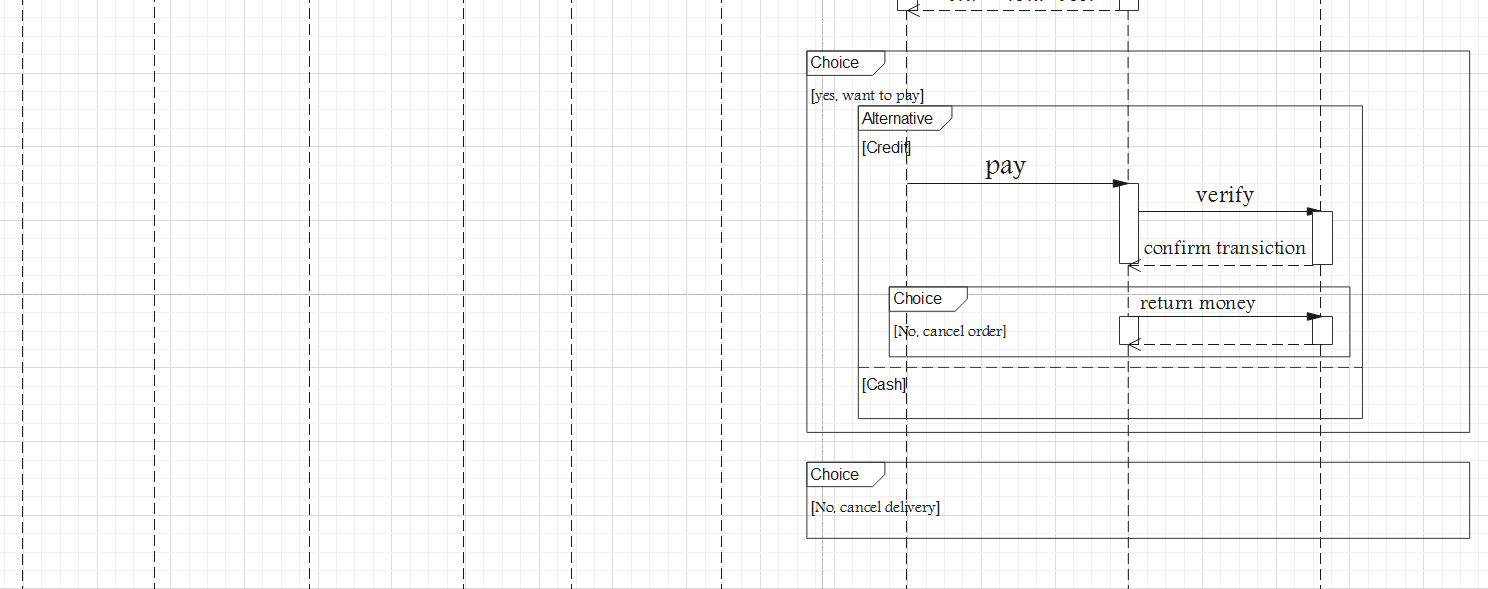 Choice
[yes, want to pay]
Alternative
[Credit]
pay
verify
confirm transiction
Choice
return money
[No, cancel order]
[Cash]
Choice
[No, cancel delivery]